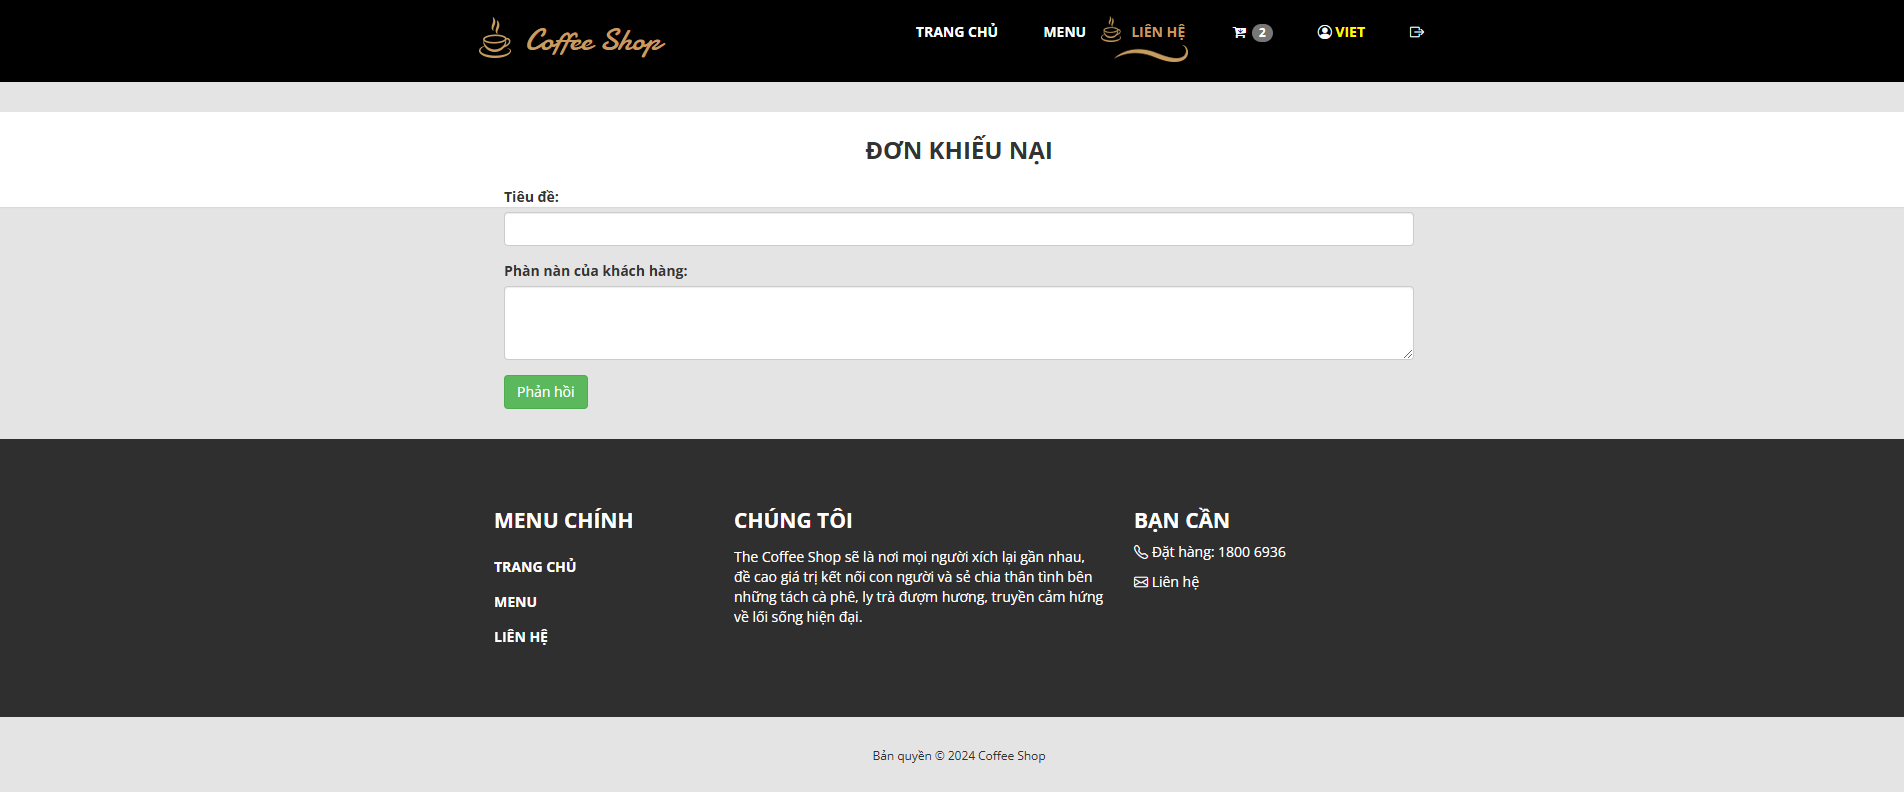 Coffee Shop
TRANG CHỦ
MENU
LIÊN HỆ
2
VIET
ĐƠN KHIẾU NẠI
Tiêu đề:
Phàn nàn của khách hàng:
Phản hồi
MENU CHÍNH
TRANG CHỦ
MENU
LIÊN HỆ
CHÚNG TÔI
The Coffee Shop sẽ là nơi mọi người xích lại gần nhau,
đề cao giá trị kết nối con người và sẻ chia thân tình bên
những tách cà phê, ly trà đượm hương, truyền cảm hứng
về lối sống hiện đại.
BẠN CẦN
Đặt hàng: 1800 6936
Liên hệ
Bản quyền © 2024 Coffee Shop